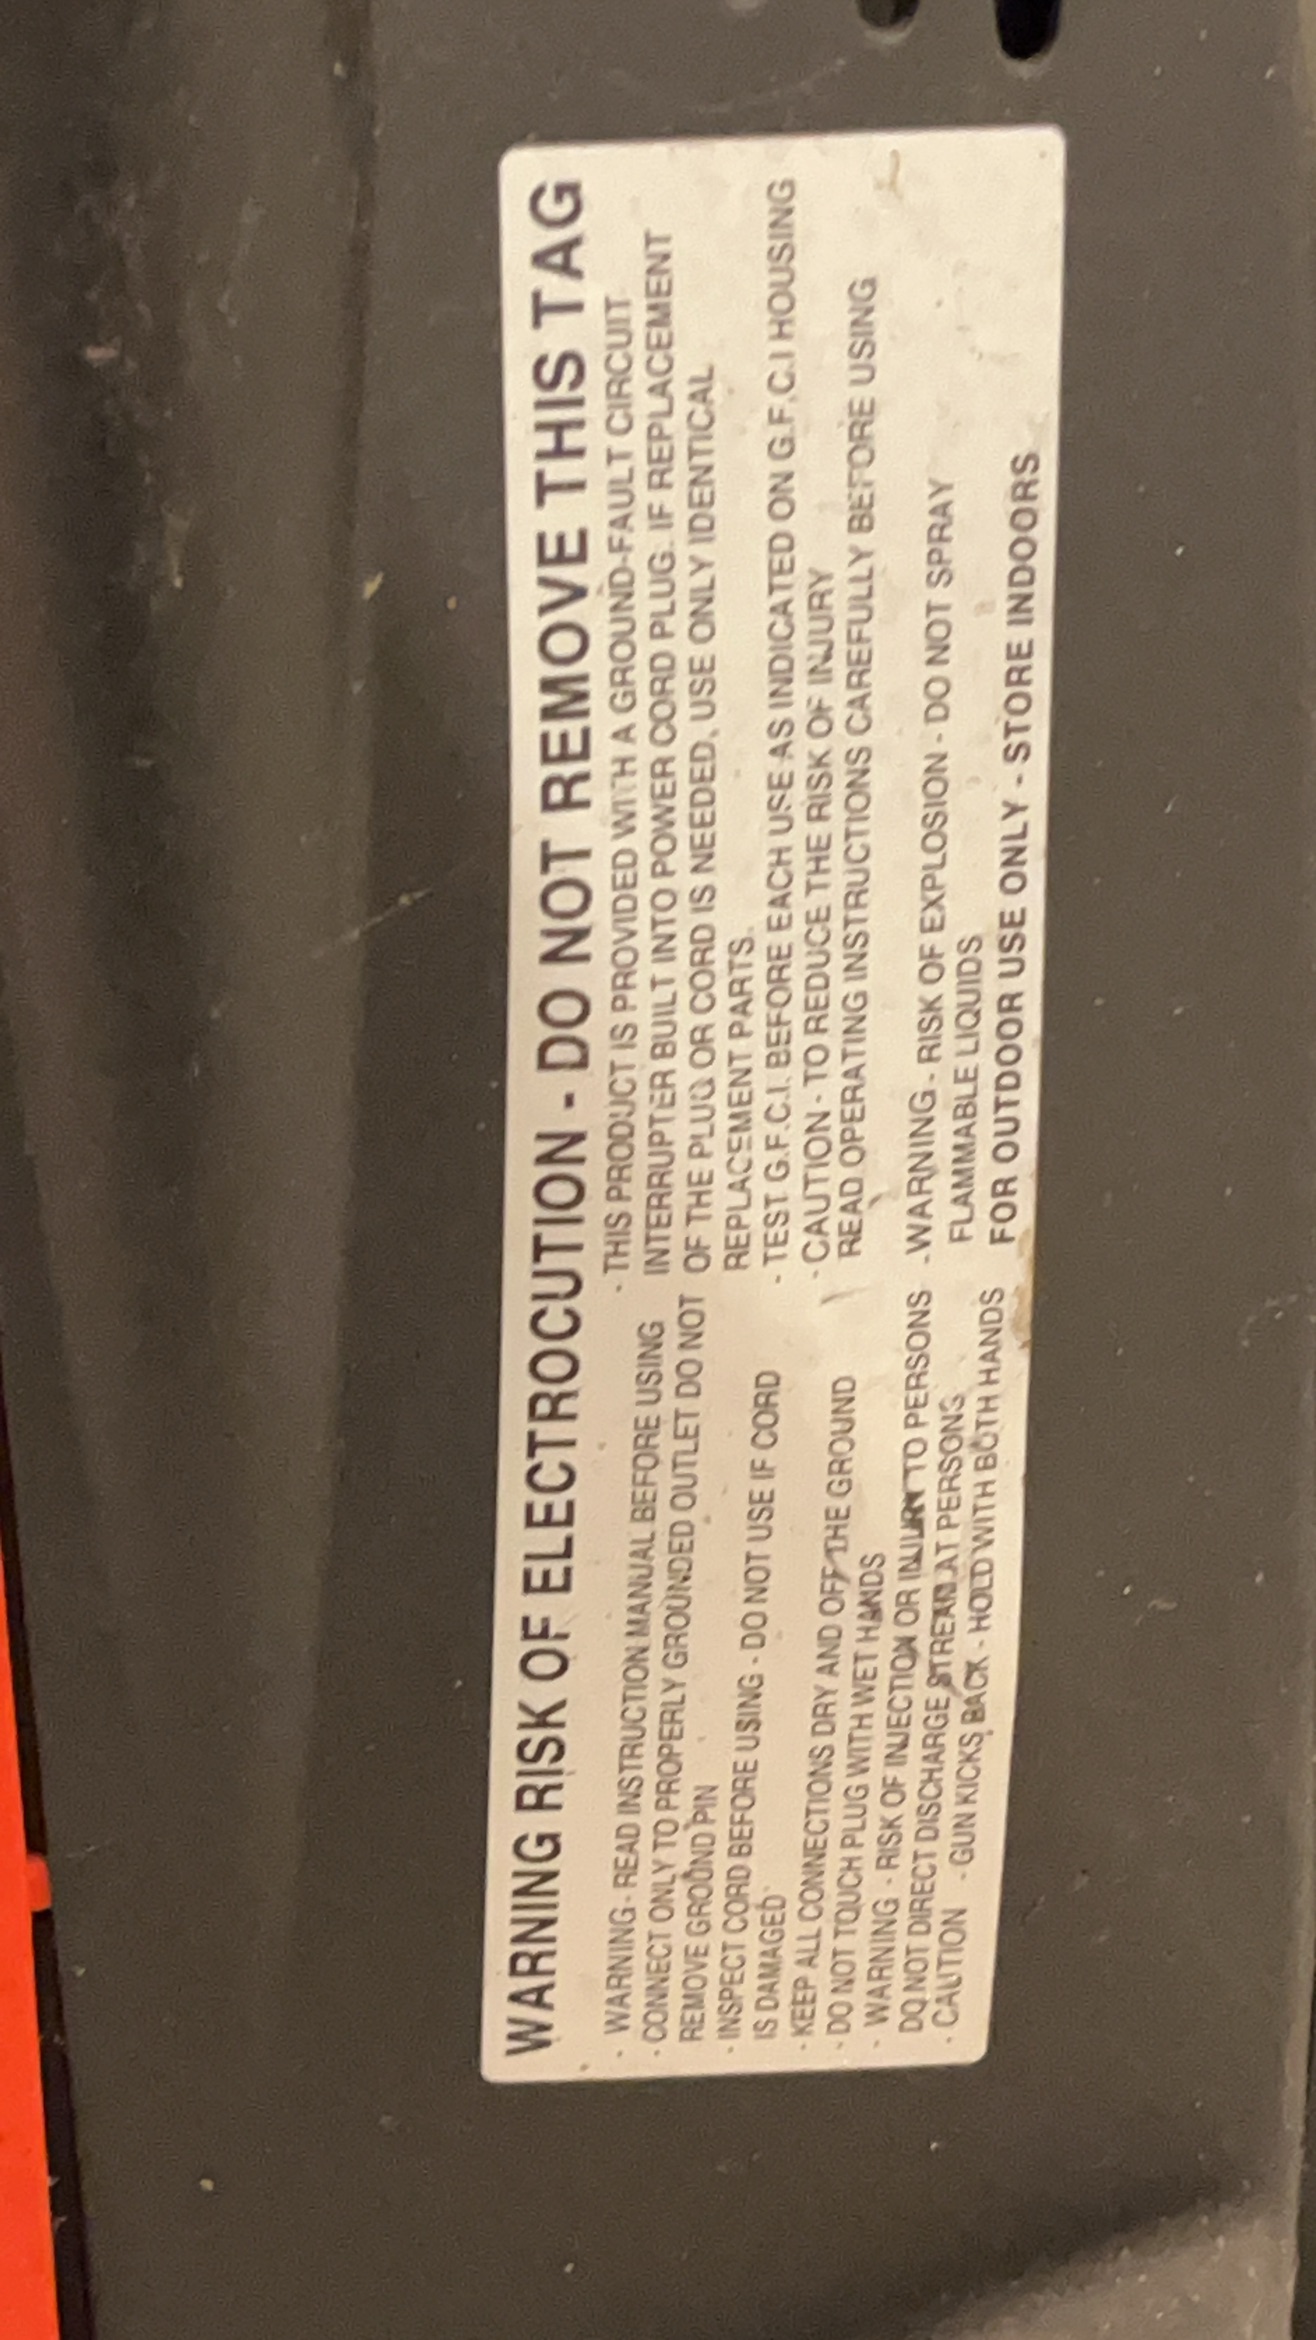 WARNING RISK OF ELECTROCUTION - DO NOT REMOVE THIS TAG
· WARNING - READ INSTRUCTION MANUAL BEFORE USING
· CONNECT ONLY TO PROPERLY GROUNDED OUTLET DO NOT
REMOVE GROUND PIN
· INSPECT CORD BEFORE USING - DO NOT USE IF CORD
IS DAMAGED
· KEEP ALL CONNECTIONS DRY AND OFF THE GROUND
· DO NOT TOUCH PLUG WITH WET HANDS
· WARNING - RISK OF INJECTION OR INJURY TO PERSONS
DO NOT DIRECT DISCHARGE STREAM AT PERSONS
· CAUTION - GUN KICKS BACK - HOLD WITH BOTH HANDS
· THIS PRODUCT IS PROVIDED WITH A GROUND-FAULT CIRCUIT
INTERRUPTER BUILT INTO POWER CORD PLUG. IF REPLACEMENT
OF THE PLUG OR CORD IS NEEDED, USE ONLY IDENTICAL
REPLACEMENT PARTS.
· TEST G.F.C.I. BEFORE EACH USE AS INDICATED ON G.F.C.I HOUSING
· CAUTION - TO REDUCE THE RISK OF INJURY
READ OPERATING INSTRUCTIONS CAREFULLY BEFORE USING
- WARNING - RISK OF EXPLOSION - DO NOT SPRAY
FLAMMABLE LIQUIDS
FOR OUTDOOR USE ONLY - STORE INDOORS